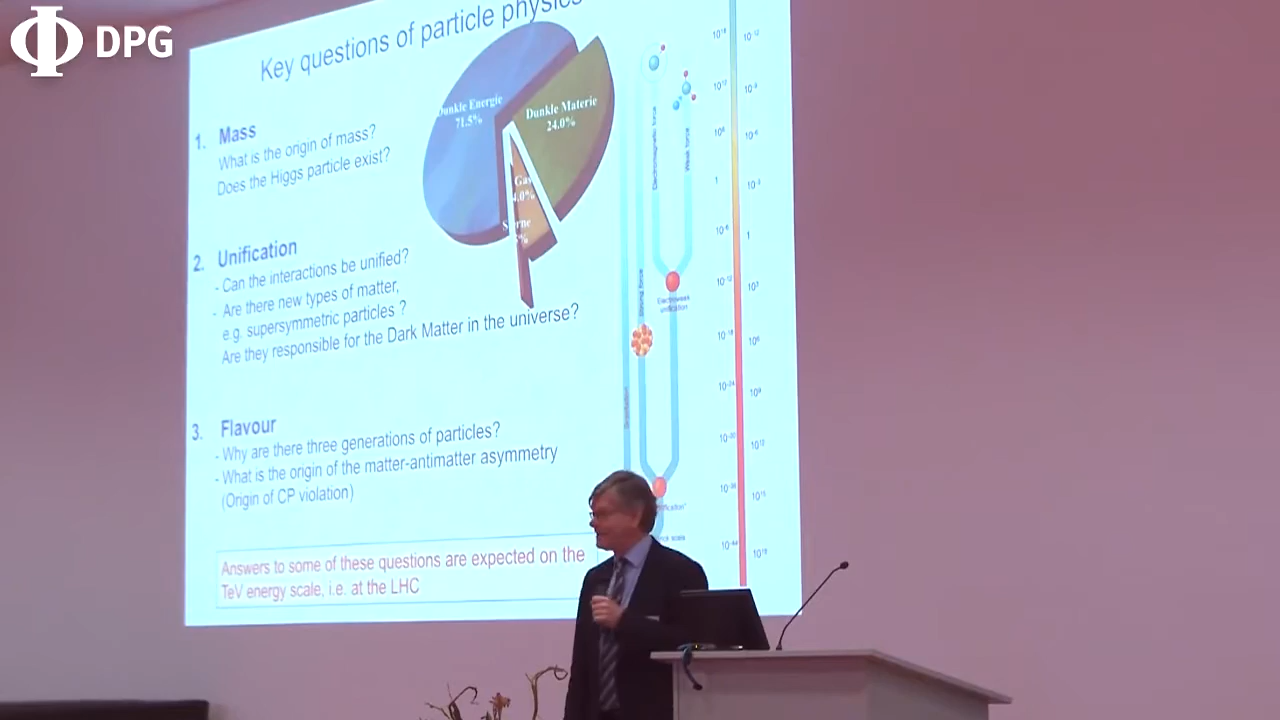 DPG
Key questions of particle physics
1. Mass
What is the origin of mass?
Does the Higgs particle exist?
Dunkle Energie
71.5%
Dunkle Materie
24.0%
2. Unification
- Can the interactions be unified?
- Are there new types of matter,
e.g. supersymmetric particles ?
Are they responsible for the Dark Matter in the universe?
3. Flavour
- Why are there three generations of particles?
- What is the origin of the matter-antimatter asymmetry
(Origin of CP violation)
Answers to some of these questions are expected on the
TeV energy scale, i.e. at the LHC
Electromagnetic force
Weak force
Strong force
Electroweak
unification
Gravitation
1
1